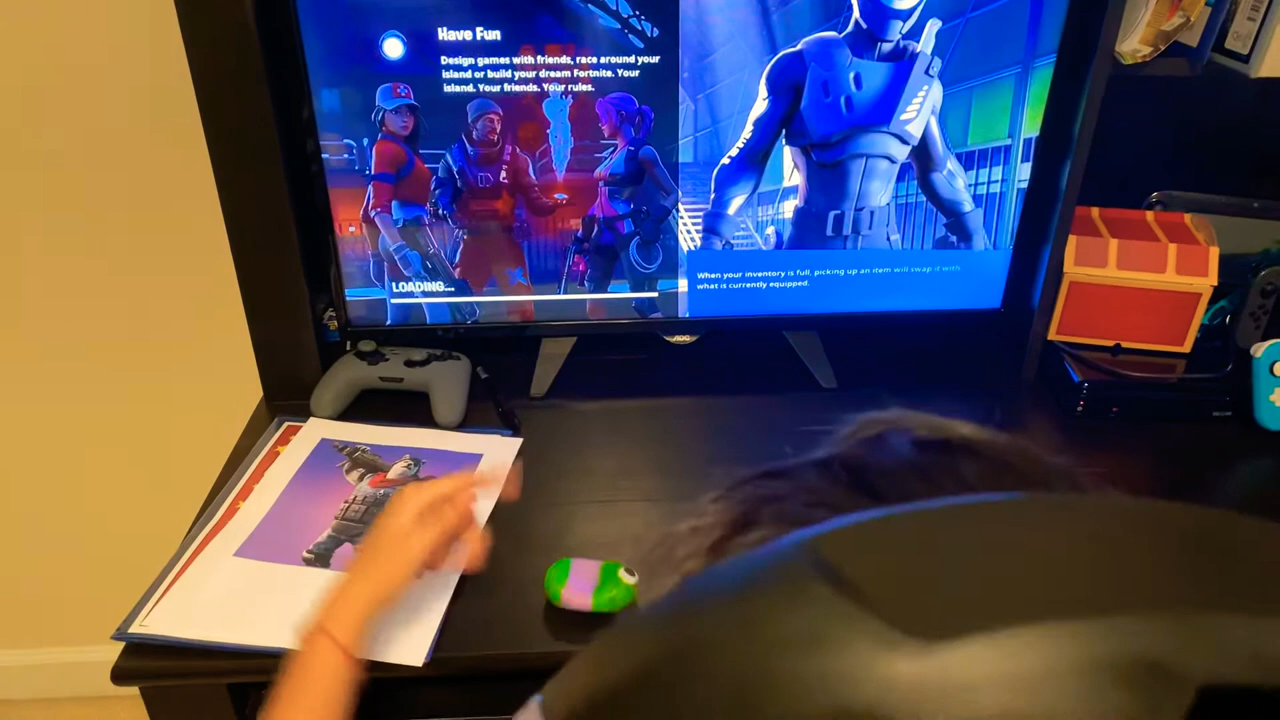 Have Fun
Design games with friends, race around your
island or build your dream Fortnite. Your
island. Your friends. Your rules.
LOADING...
When your inventory is full, picking up an item will swap it with
what is currently equipped.
AOC